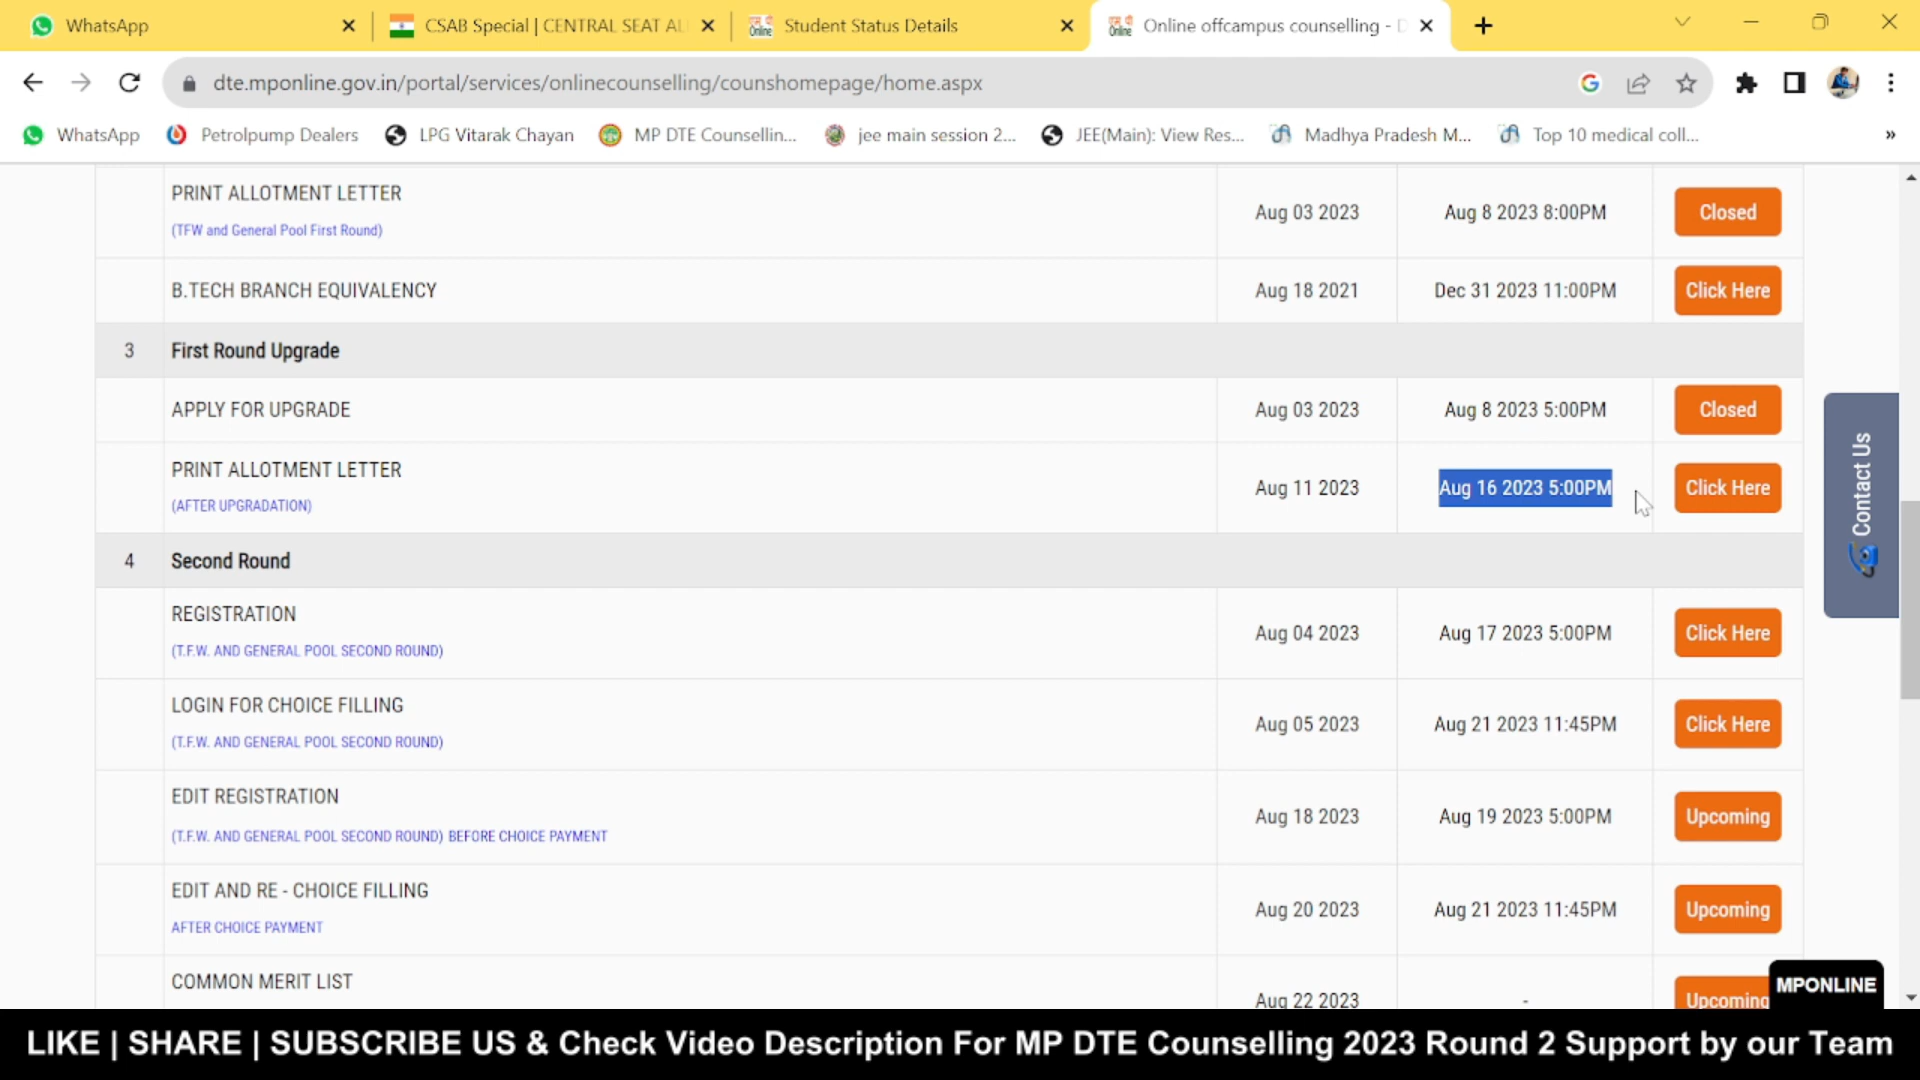 WhatsApp
CSAB Special | CENTRAL SEAT AL
Student Status Details
Online offcampus counselling - D
dte.mponline.gov.in/portal/services/onlinecounselling/counshomepage/home.aspx
WhatsApp
Petrolpump Dealers
LPG Vitarak Chayan
MP DTE Counsellin...
jee main session 2...
JEE(Main): View Res...
Madhya Pradesh M...
Top 10 medical coll...
»
PRINT ALLOTMENT LETTER
(TFW and General Pool First Round)
Aug 03 2023
Aug 8 2023 8:00PM
Closed
B.TECH BRANCH EQUIVALENCY
Aug 18 2021
Dec 31 2023 11:00PM
Click Here
3 First Round Upgrade
APPLY FOR UPGRADE
Aug 03 2023
Aug 8 2023 5:00PM
Closed
PRINT ALLOTMENT LETTER
(AFTER UPGRADATION)
Aug 11 2023
Aug 16 2023 5:00PM
Click Here
Contact Us
4 Second Round
REGISTRATION
(T.F.W. AND GENERAL POOL SECOND ROUND)
Aug 04 2023
Aug 17 2023 5:00PM
Click Here
LOGIN FOR CHOICE FILLING
(T.F.W. AND GENERAL POOL SECOND ROUND)
Aug 05 2023
Aug 21 2023 11:45PM
Click Here
EDIT REGISTRATION
(T.F.W. AND GENERAL POOL SECOND ROUND) BEFORE CHOICE PAYMENT
Aug 18 2023
Aug 19 2023 5:00PM
Upcoming
EDIT AND RE - CHOICE FILLING
AFTER CHOICE PAYMENT
Aug 20 2023
Aug 21 2023 11:45PM
Upcoming
COMMON MERIT LIST
Aug 22 2023
-
Upcoming
MPONLINE
LIKE | SHARE | SUBSCRIBE US & Check Video Description For MP DTE Counselling 2023 Round 2 Support by our Team